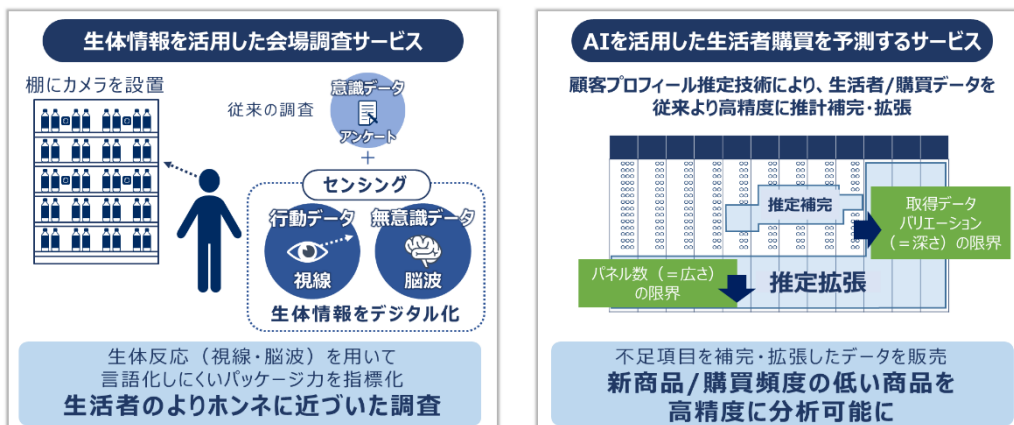 生体情報を活用した会場調査サービス
棚にカメラを設置
従来の調査
意識データ
アンケート
+
センシング
行動データ
視線
無意識データ
脳波
生体情報をデジタル化
生体反応（視線・脳波）を用いて
言語化しにくいパッケージ力を指標化
生活者のよりホンネに近づいた調査
AIを活用した生活者購買を予測するサービス
顧客プロフィール推定技術により、生活者/購買データを
従来より高精度に推計補完・拡張
推定補完
取得データ
バリエーション
（＝深さ）の限界
パネル数（＝広さ）
の限界
推定拡張
不足項目を補完・拡張したデータを販売
新商品/購買頻度の低い商品を
高精度に分析可能に